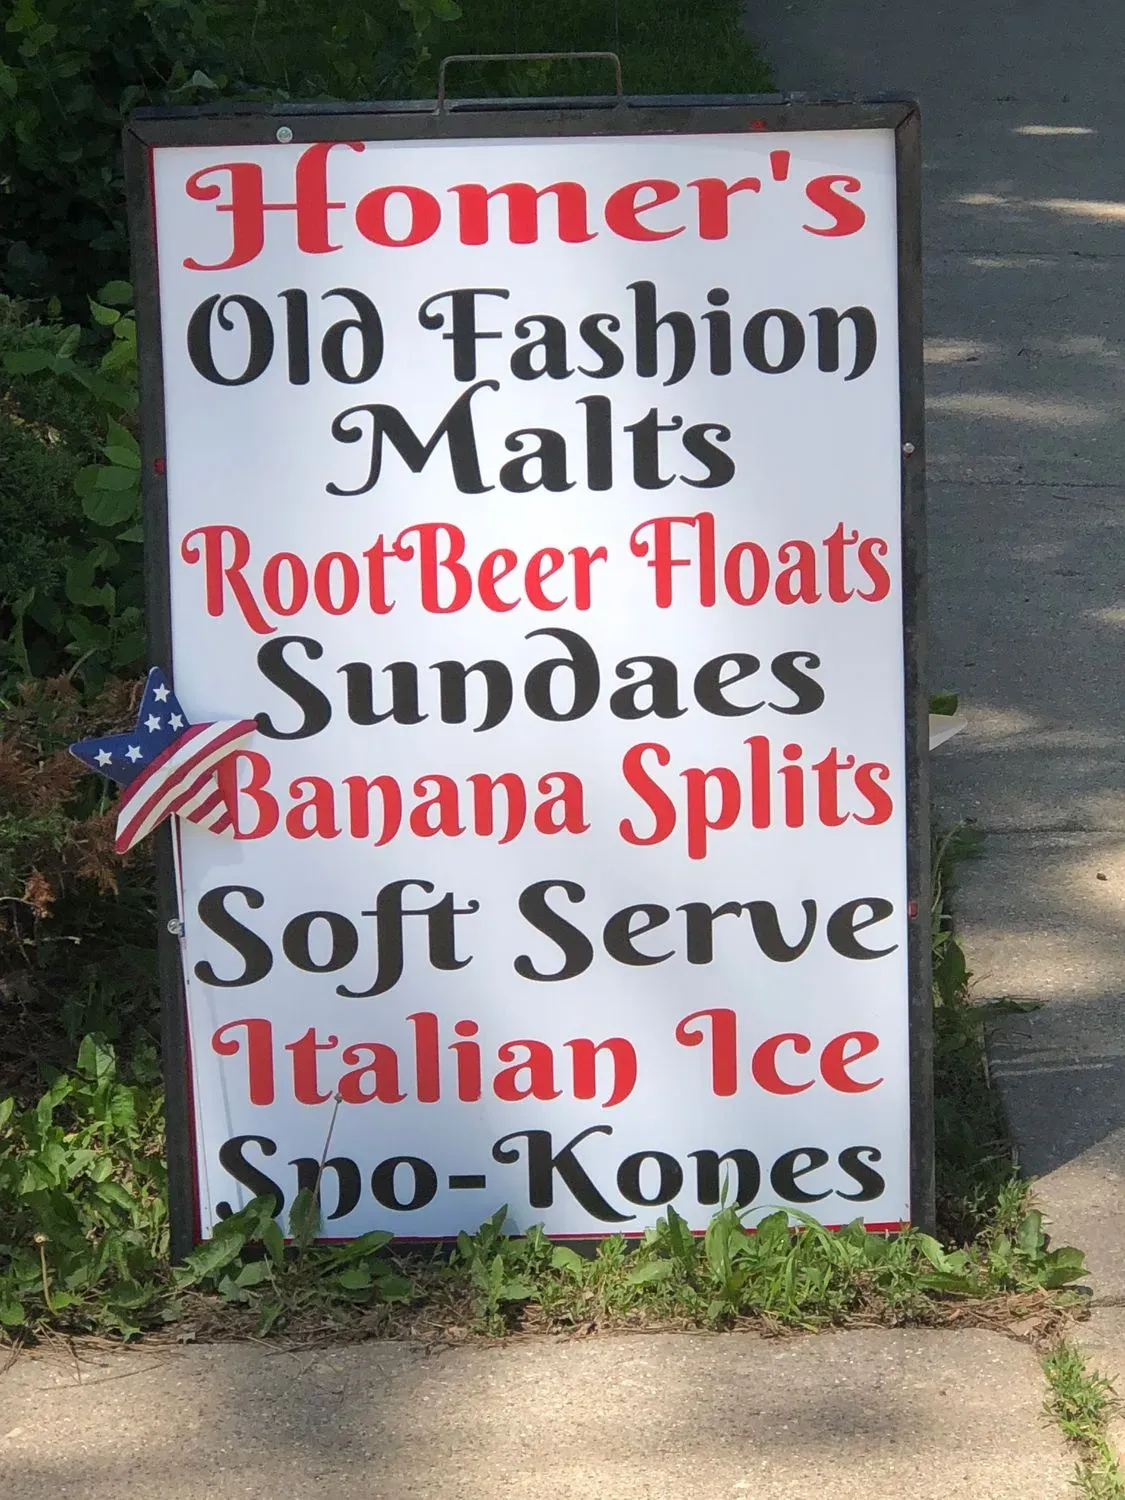 Homer's
Old Fashion
Malts
RootBeer Floats
Sundaes
Banana Splits
Soft Serve
Italian Ice
Sno-Kones